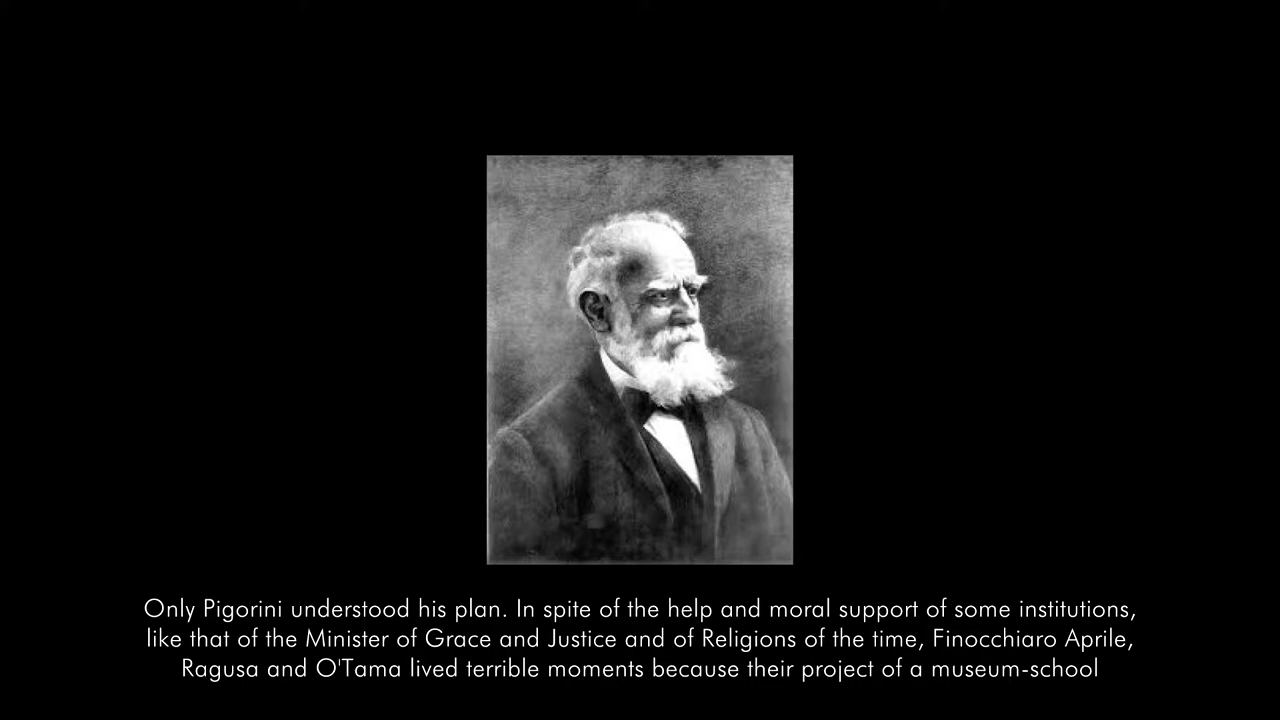 Only Pigorini understood his plan. In spite of the help and moral support of some institutions,
like that of the Minister of Grace and Justice and of Religions of the time, Finocchiaro Aprile,
Ragusa and O'Tama lived terrible moments because their project of a museum-school